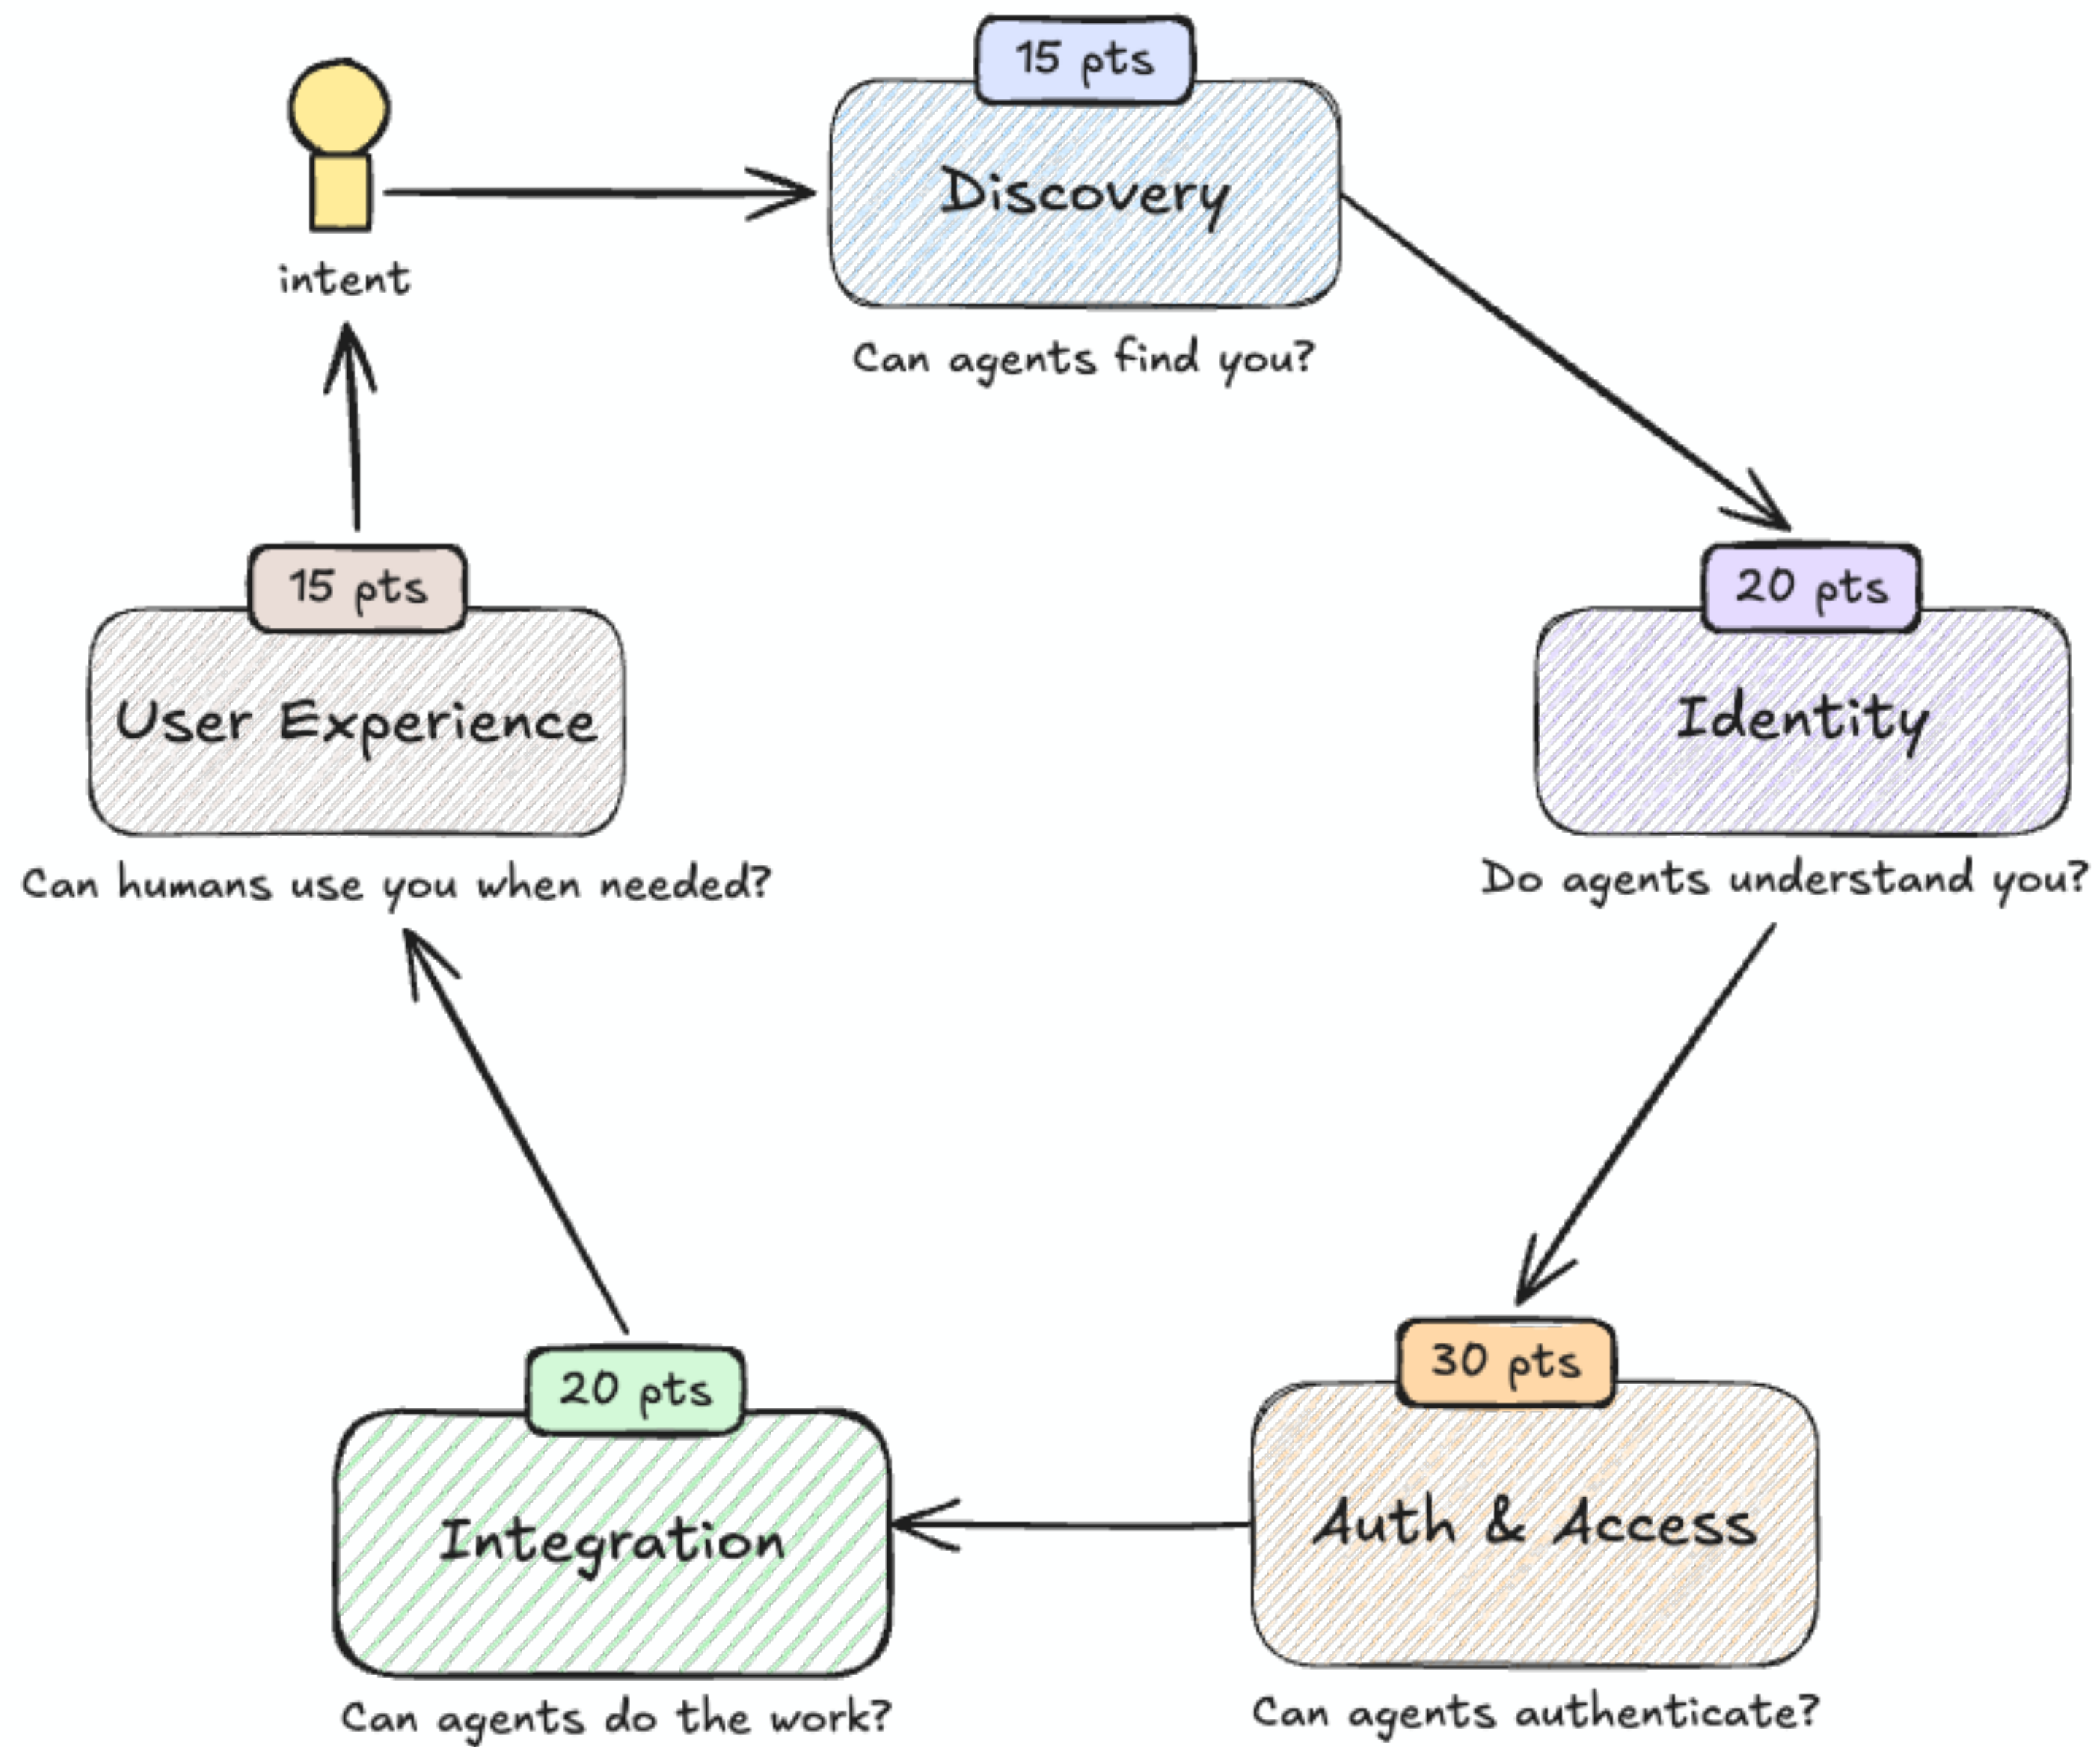 15 pts
Discovery
Can agents find you?
intent
15 pts
User Experience
Can humans use you when needed?
20 pts
Identity
Do agents understand you?
20 pts
Integration
Can agents do the work?
30 pts
Auth & Access
Can agents authenticate?